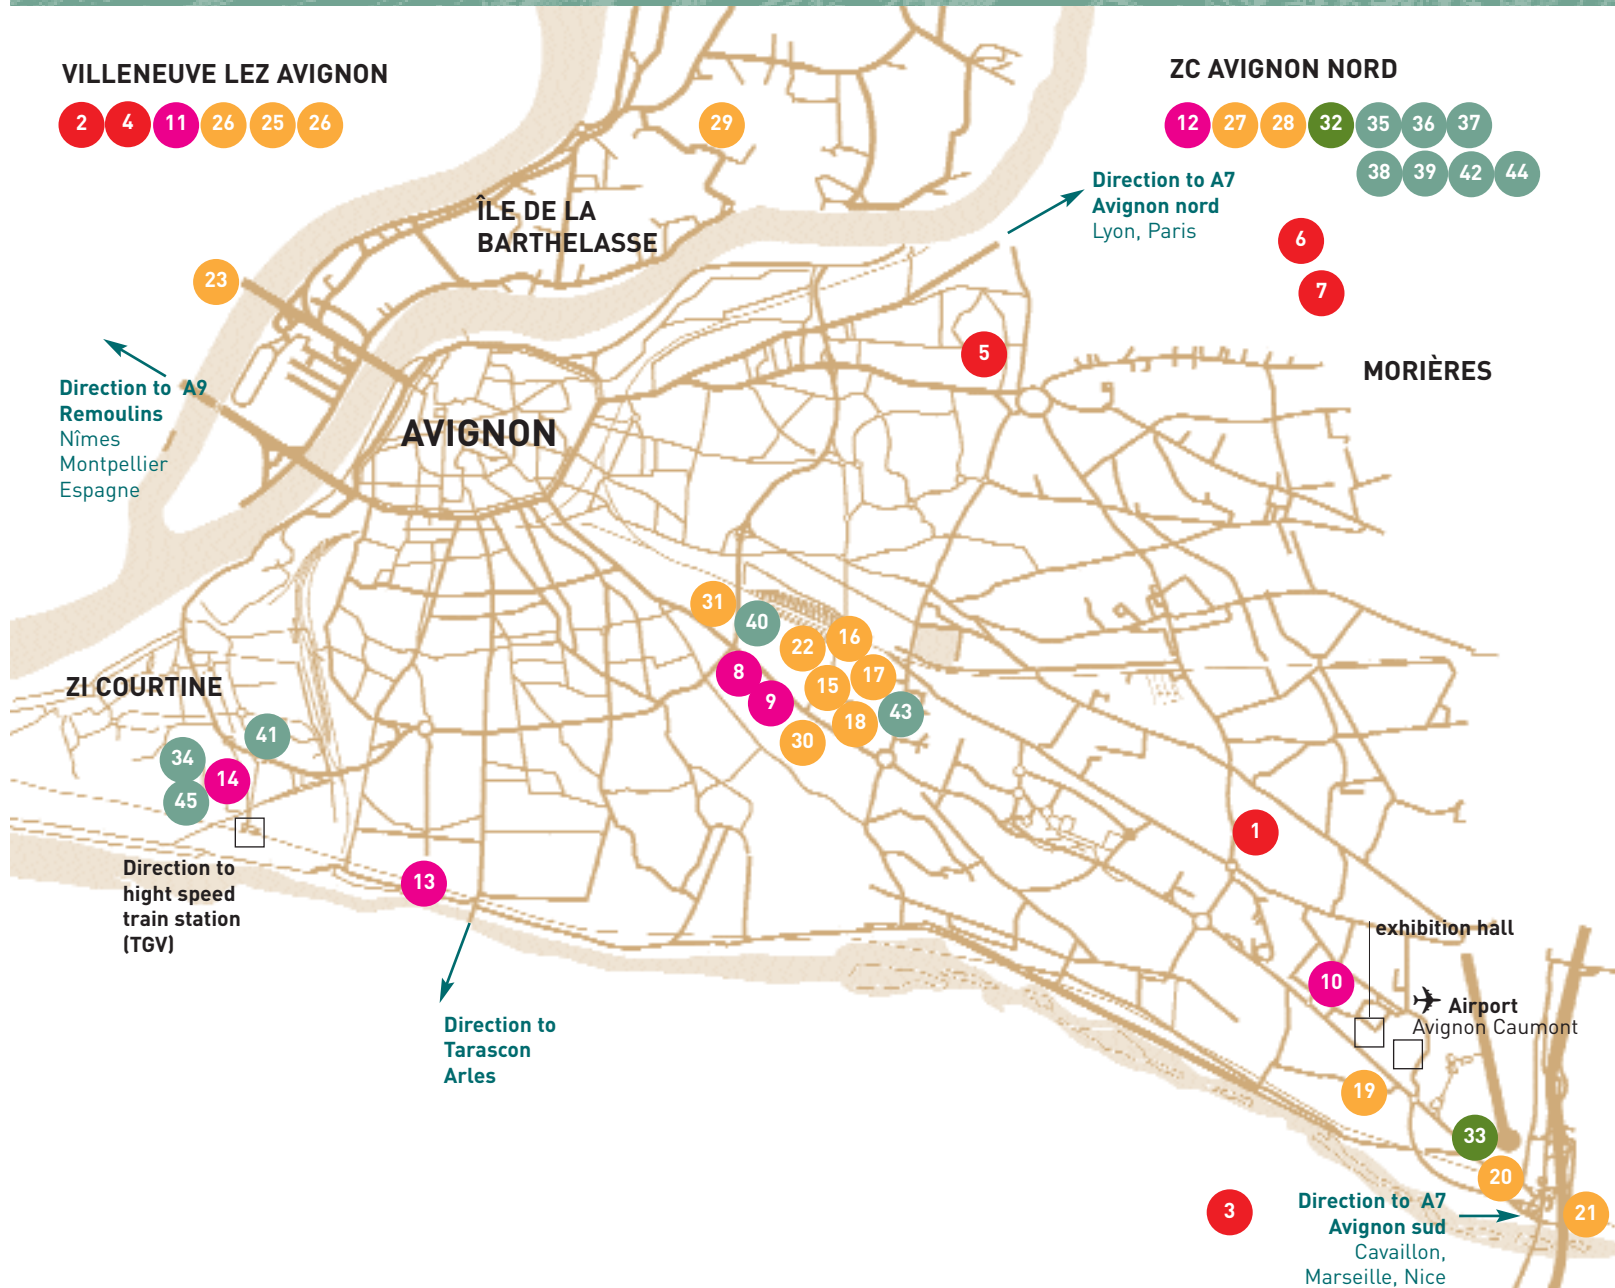 VILLENEUVE LEZ AVIGNON
2 4 11 26 25 26
29
ZC AVIGNON NORD
12 27 28 32 35 36 37
38 39 42 44
Direction to A7
Avignon nord
Lyon, Paris
6
7
ÎLE DE LA
BARTHELASSE
23
5
MORIÈRES
Direction to A9
Remoulins
Nîmes
Montpellier
Espagne
AVIGNON
31
40
22
16
8
9
15
17
18
43
30
ZI COURTINE
41
34
14
45
Direction to
hight speed
train station
(TGV)
13
1
exhibition hall
10
Airport
Avignon Caumont
Direction to
Tarascon
Arles
19
33
20
3
Direction to A7
Avignon sud
Cavaillon,
Marseille, Nice
21